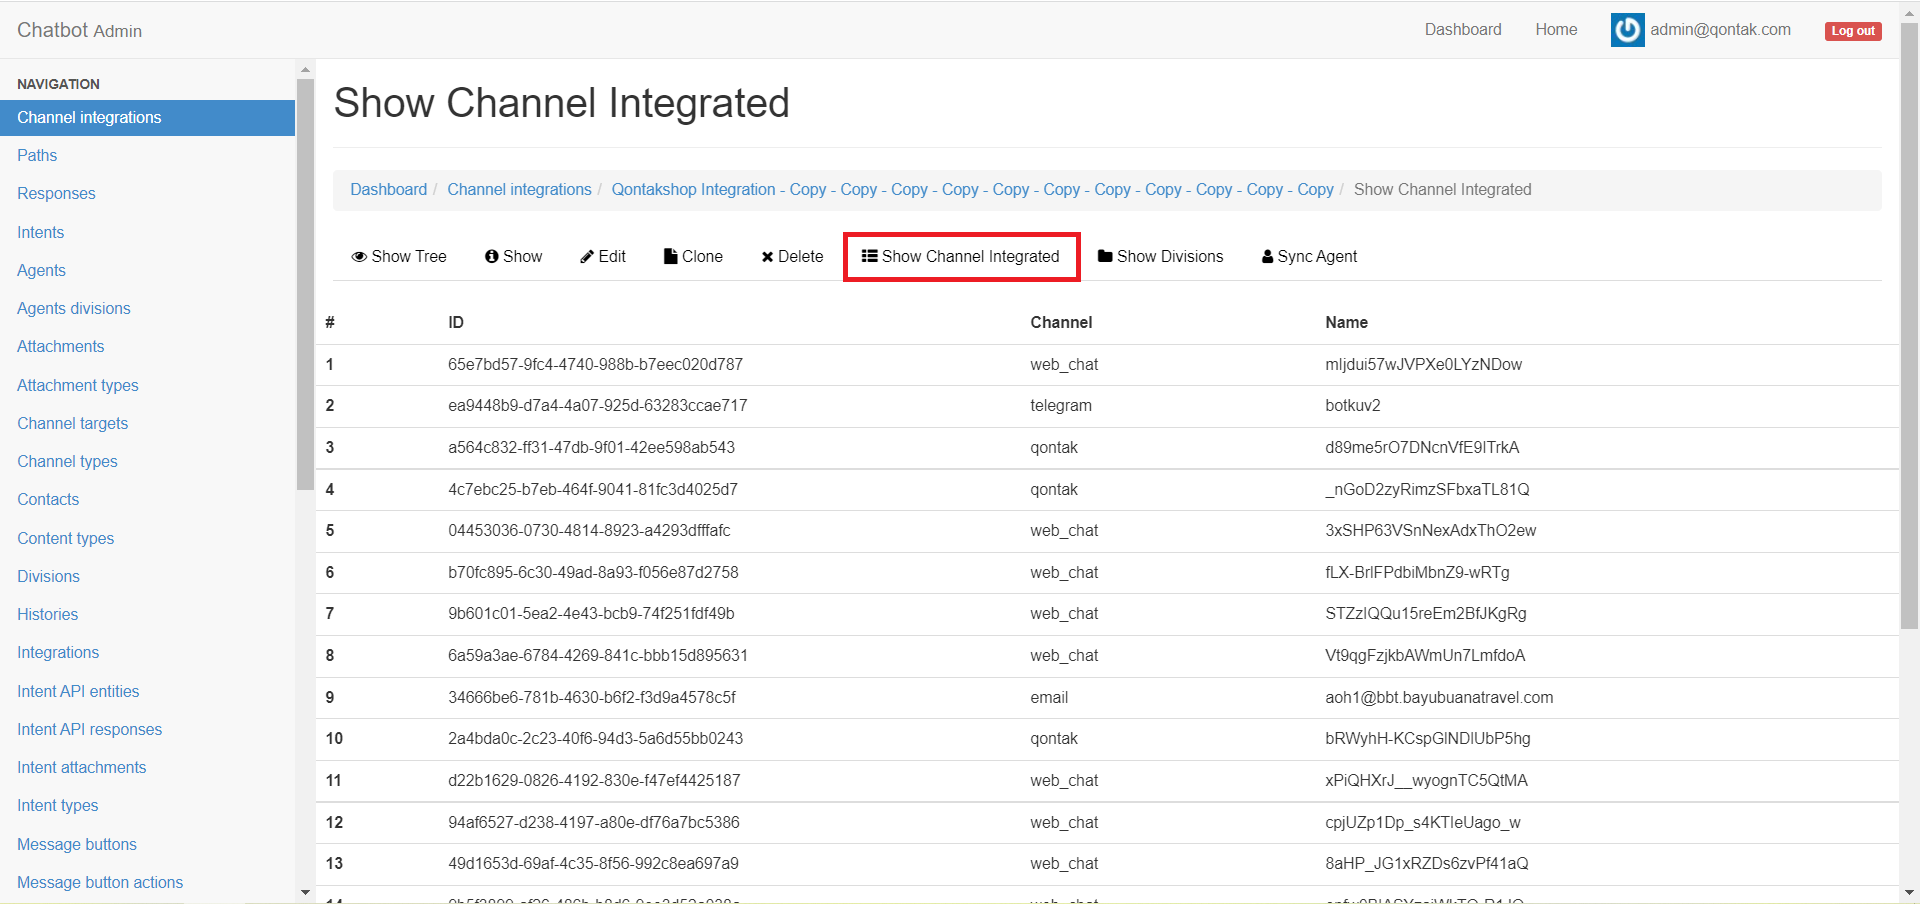 Chatbot Admin
Dashboard Home admin@qontak.com Log out
NAVIGATION
Channel integrations
Paths
Responses
Intents
Agents
Agents divisions
Attachments
Attachment types
Channel targets
Channel types
Contacts
Content types
Divisions
Histories
Integrations
Intent API entities
Intent API responses
Intent attachments
Intent types
Message buttons
Message button actions
Show Channel Integrated
Dashboard / Channel integrations / Qontakshop Integration - Copy - Copy - Copy - Copy - Copy - Copy - Copy - Copy - Copy - Copy - Copy / Show Channel Integrated
Show Tree Show Edit Clone Delete Show Channel Integrated Show Divisions Sync Agent
# ID Channel Name
1 65e7bd57-9fc4-4740-988b-b7eec020d787 web_chat mljdui57wJVPXe0LYzNDow
2 ea9448b9-d7a4-4a07-925d-63283ccae717 telegram botkuv2
3 a564c832-ff31-47db-9f01-42ee598ab543 qontak d89me5rO7DNcnVfE9ITrkA
4 4c7ebc25-b7eb-464f-9041-81fc3d4025d7 qontak _nGoD2zyRimzSFbxaTL81Q
5 04453036-0730-4814-8923-a4293dfffafc web_chat 3xSHP63VSnNexAdxThO2ew
6 b70fc895-6c30-49ad-8a93-f056e87d2758 web_chat fLX-BrlFPdbiMbnZ9-wRTg
7 9b601c01-5ea2-4e43-bcb9-74f251fdf49b web_chat STZzlQQu15reEm2BfJKgRg
8 6a59a3ae-6784-4269-841c-bbb15d895631 web_chat Vt9qgFzjkbAWmUn7LmfdoA
9 34666be6-781b-4630-b6f2-f3d9a4578c5f email aoh1@bbt.bayubuanatravel.com
10 2a4bda0c-2c23-40f6-94d3-5a6d55bb0243 qontak bRWyhH-KCspGlNDlUbP5hg
11 d22b1629-0826-4192-830e-f47ef4425187 web_chat xPiQHXrJ__wyognTC5QtMA
12 94af6527-d238-4197-a80e-df76a7bc5386 web_chat cpjUZp1Dp_s4KTleUago_w
13 49d1653d-69af-4c35-8f56-992c8ea697a9 web_chat 8aHP_JG1xRZDs6zvPf41aQ